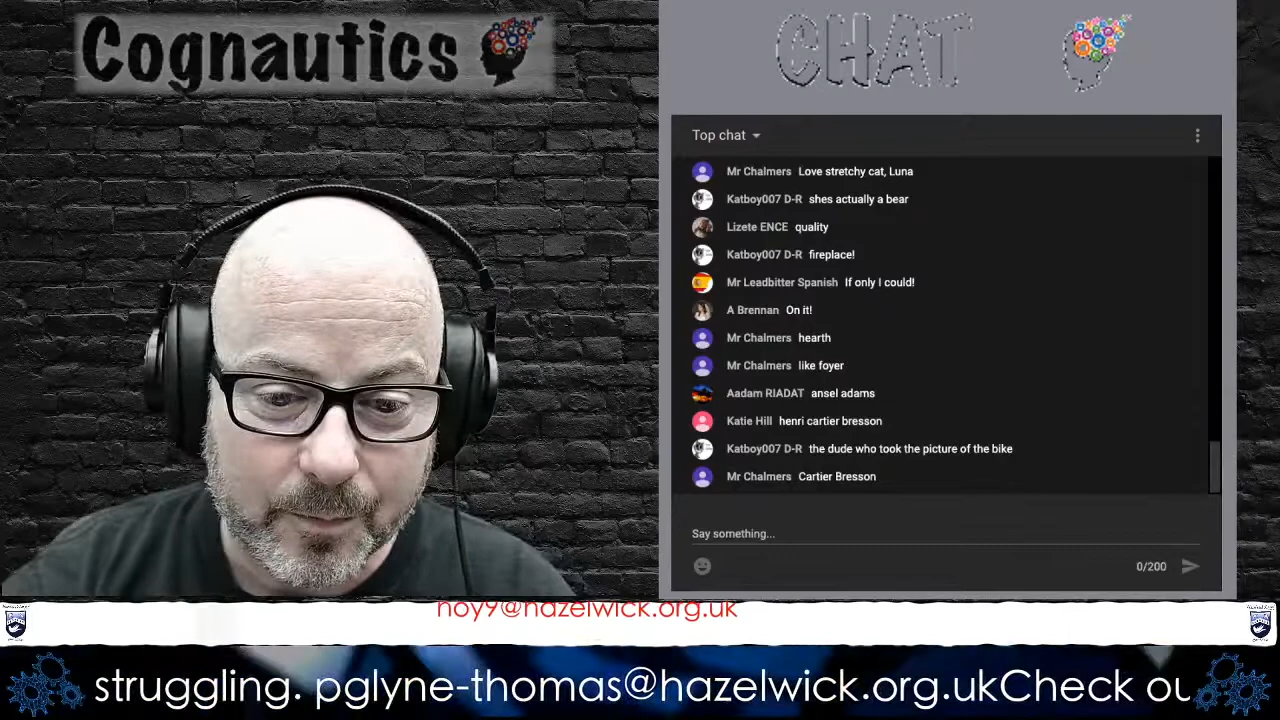 Cognautics
CHAT
Top chat
Mr Chalmers Love stretchy cat, Luna
Katboy007 D-R shes actually a bear
Lizete ENCE quality
Katboy007 D-R fireplace!
Mr Leadbitter Spanish If only I could!
A Brennan On it!
Mr Chalmers hearth
Mr Chalmers like foyer
Aadam RIADAT ansel adams
Katie Hill henri cartier bresson
Katboy007 D-R the dude who took the picture of the bike
Mr Chalmers Cartier Bresson
Say something...
0/200
hoy9@hazelwick.org.uk
struggling. pglyne-thomas@hazelwick.org.ukCheck ou